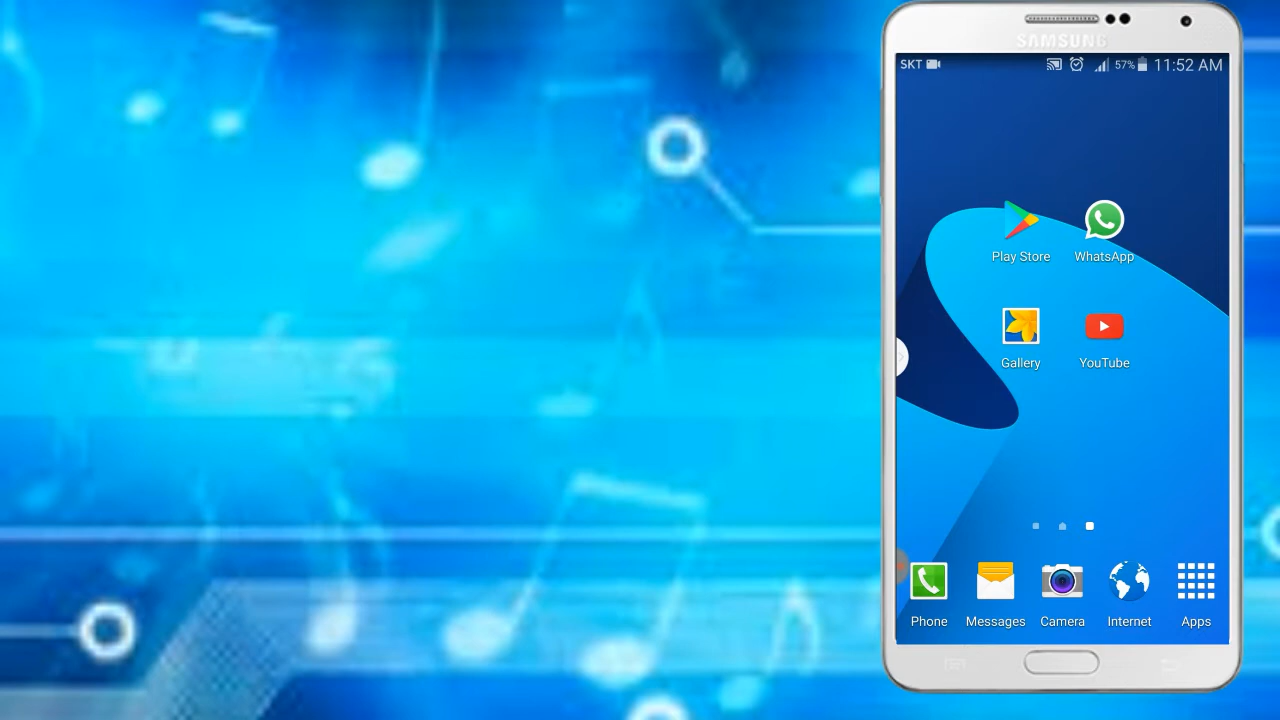 SAMSUNG
SKT 57% 11:52 AM
Play Store WhatsApp
Gallery YouTube
Phone Messages Camera Internet Apps